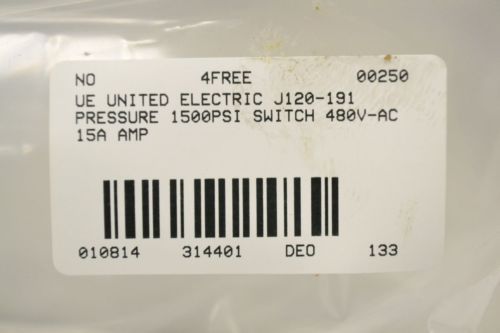 NO 4FREE 00250
UE UNITED ELECTRIC J120-191
PRESSURE 1500PSI SWITCH 480V-AC
15A AMP
010814 314401 DEO 133